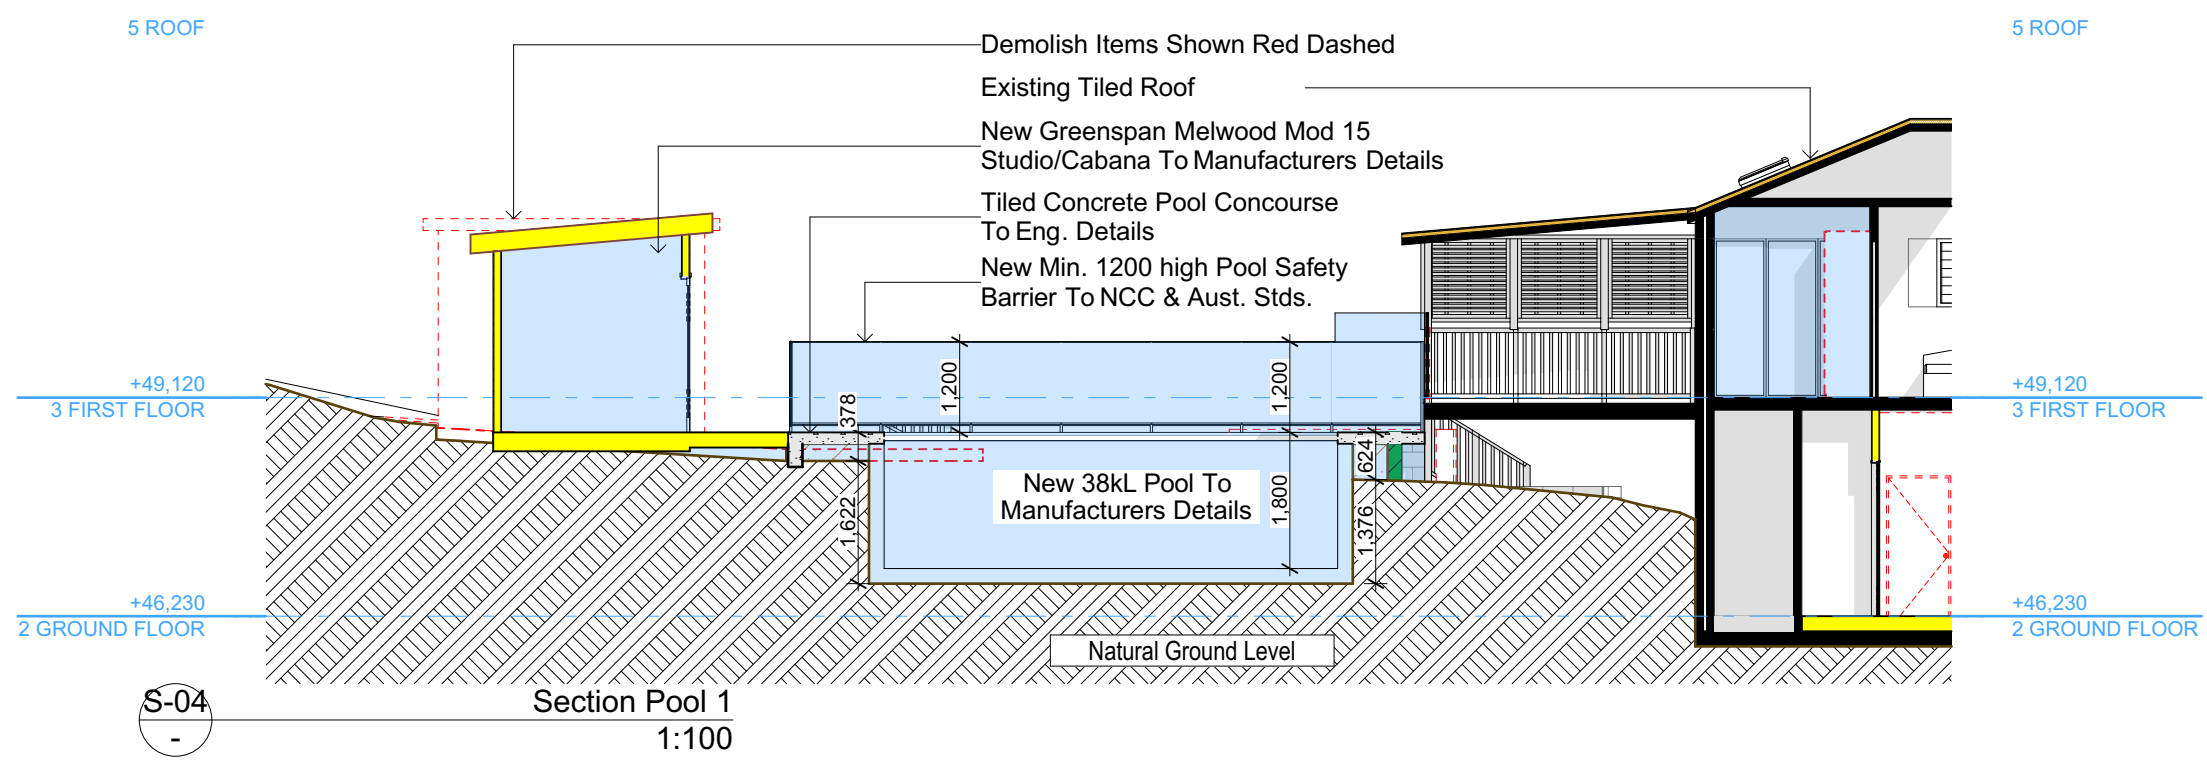 5 ROOF
5 ROOF
Demolish Items Shown Red Dashed
Existing Tiled Roof
New Greenspan Melwood Mod 15
Studio/Cabana To Manufacturers Details
Tiled Concrete Pool Concourse
To Eng. Details
New Min. 1200 high Pool Safety
Barrier To NCC & Aust. Stds.
+49,120
3 FIRST FLOOR
+49,120
3 FIRST FLOOR
378
1,200
1,200
624
1,622
New 38kL Pool To
Manufacturers Details
1,800
1,376
+46,230
2 GROUND FLOOR
+46,230
2 GROUND FLOOR
Natural Ground Level
S-04
-
Section Pool 1
1:100